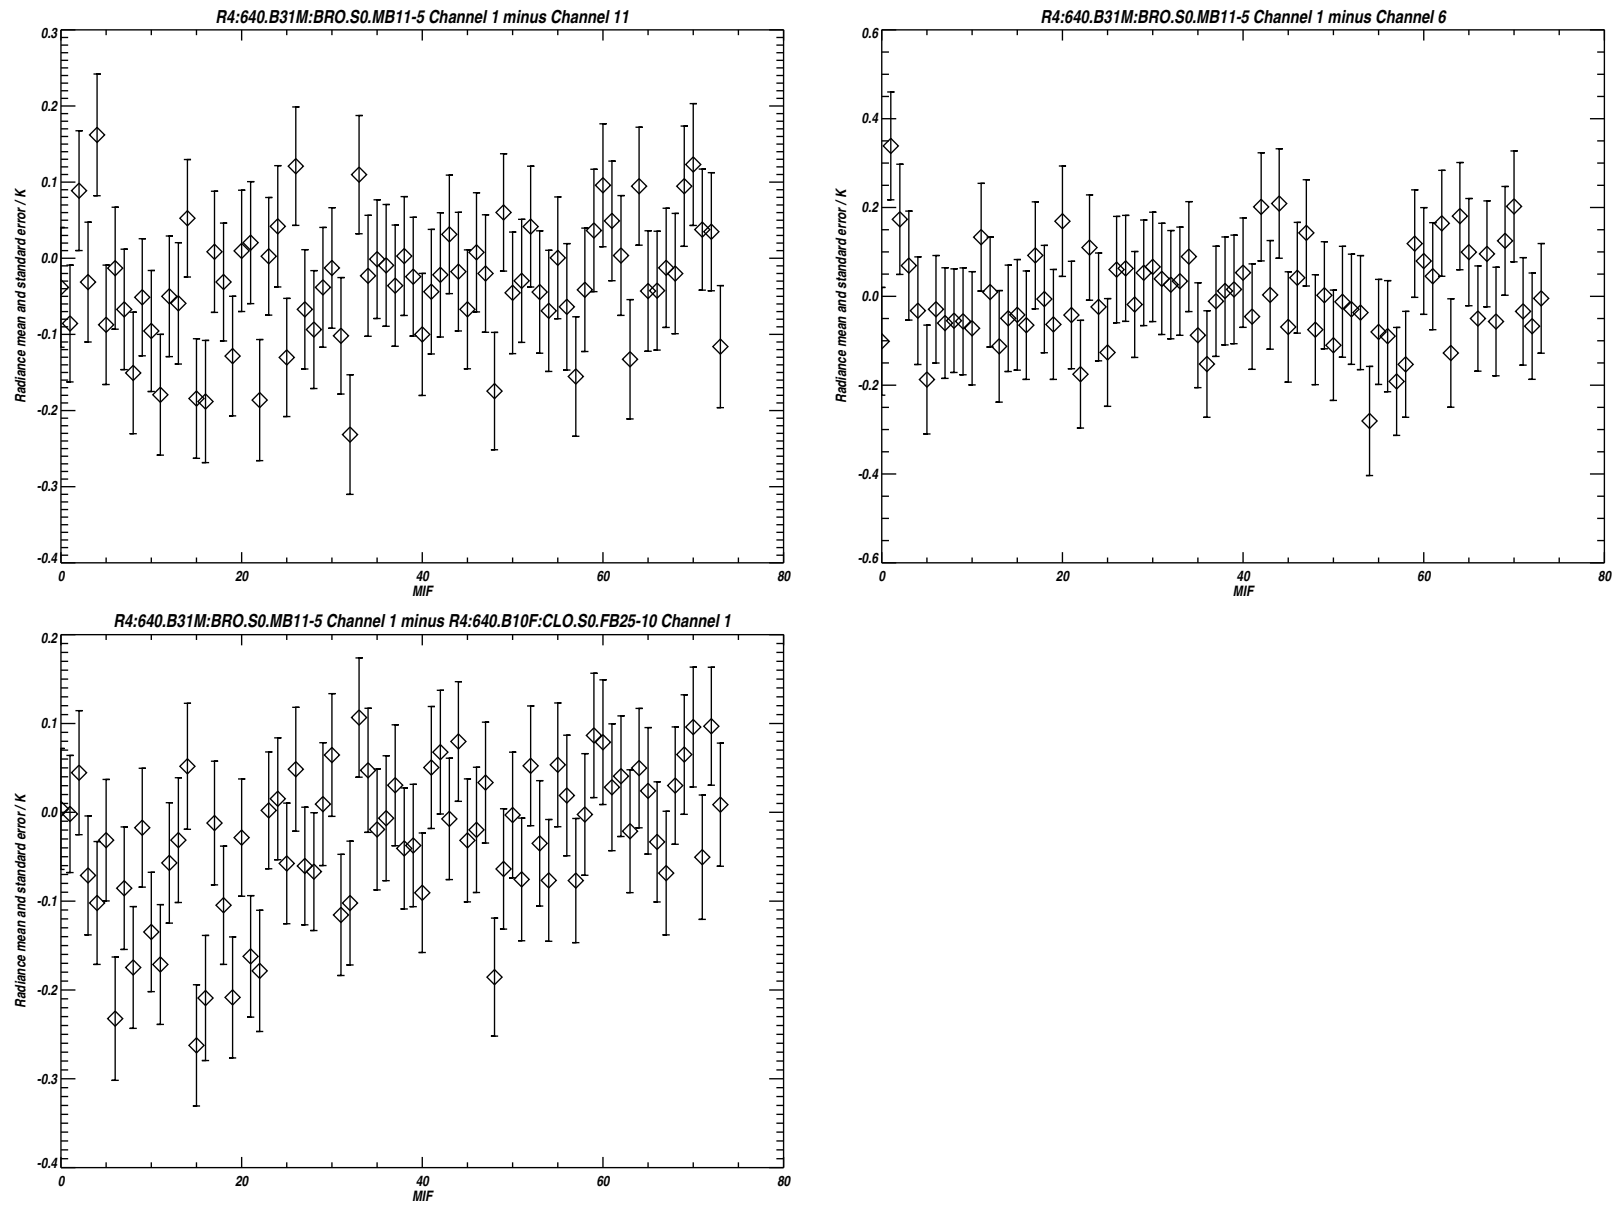 R4:640.B31M:BRO.S0.MB11-5 Channel 1 minus Channel 11
0.3
0.2
0.1
0.0
-0.1
-0.2
-0.3
-0.4
Radiance mean and standard error / K
0 20 40 60 80
MIF
R4:640.B31M:BRO.S0.MB11-5 Channel 1 minus Channel 6
0.6
0.4
0.2
0.0
-0.2
-0.4
-0.6
Radiance mean and standard error / K
0 20 40 60 80
MIF
R4:640.B31M:BRO.S0.MB11-5 Channel 1 minus R4:640.B10F:CLO.S0.FB25-10 Channel 1
0.2
0.1
0.0
-0.1
-0.2
-0.3
-0.4
Radiance mean and standard error / K
0 20 40 60 80
MIF